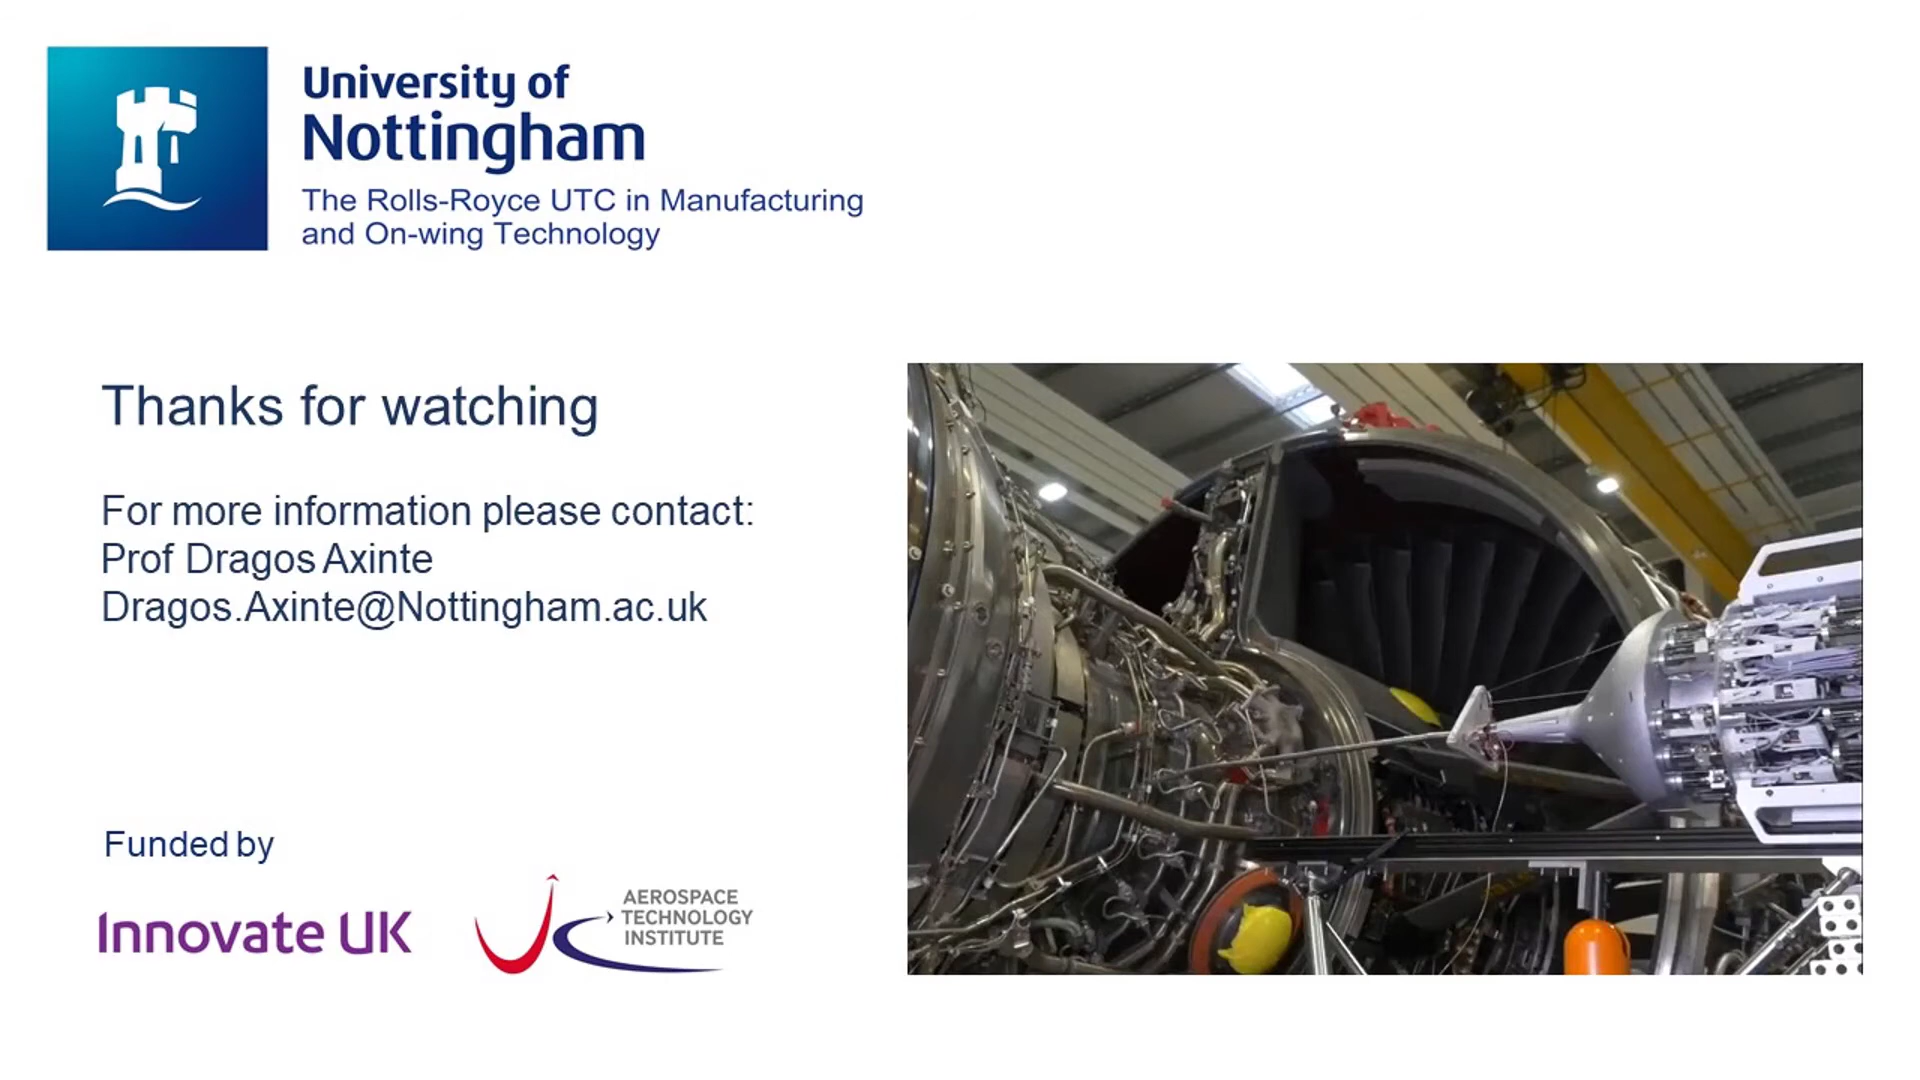 University of
Nottingham
The Rolls-Royce UTC in Manufacturing
and On-wing Technology
Thanks for watching
For more information please contact:
Prof Dragos Axinte
Dragos.Axinte@Nottingham.ac.uk
Funded by
Innovate UK
AEROSPACE
TECHNOLOGY
INSTITUTE